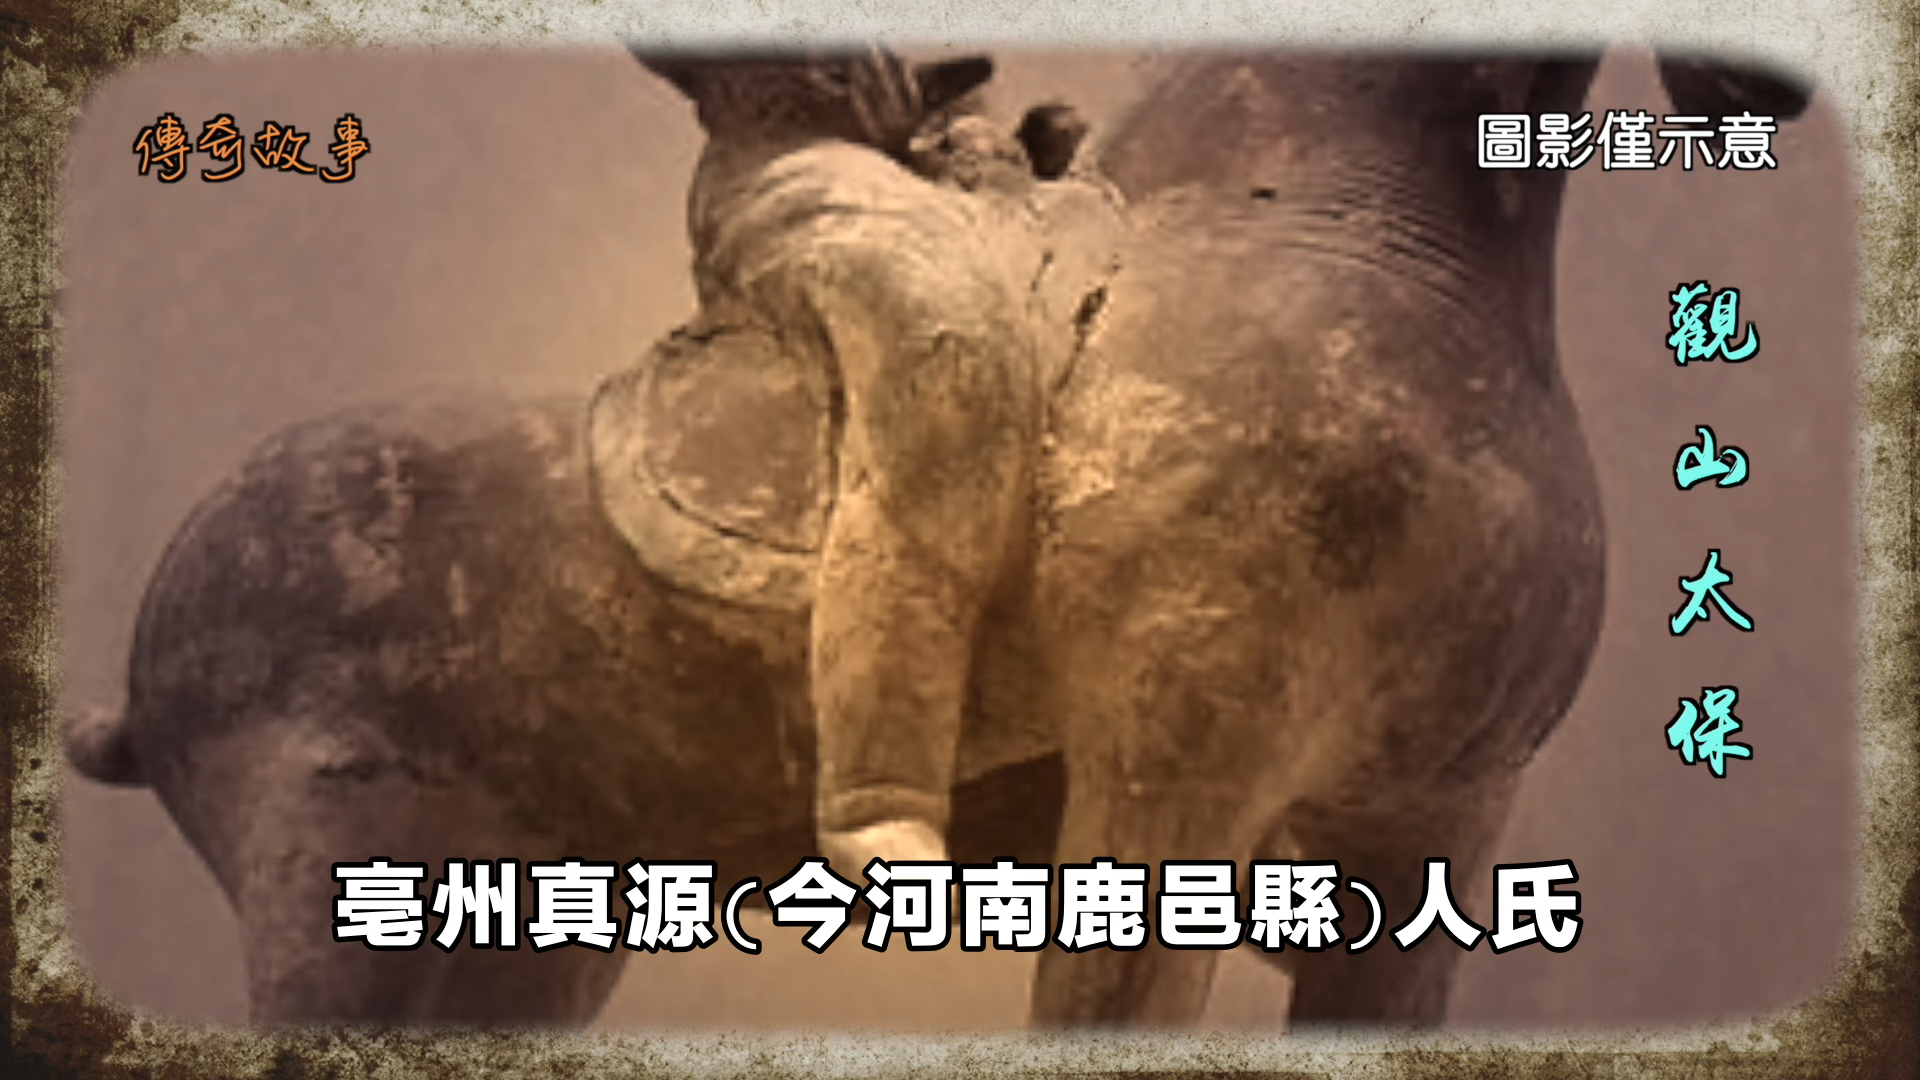 傳奇故事
圖影僅示意
觀山太保
亳州真源(今河南鹿邑縣)人氏